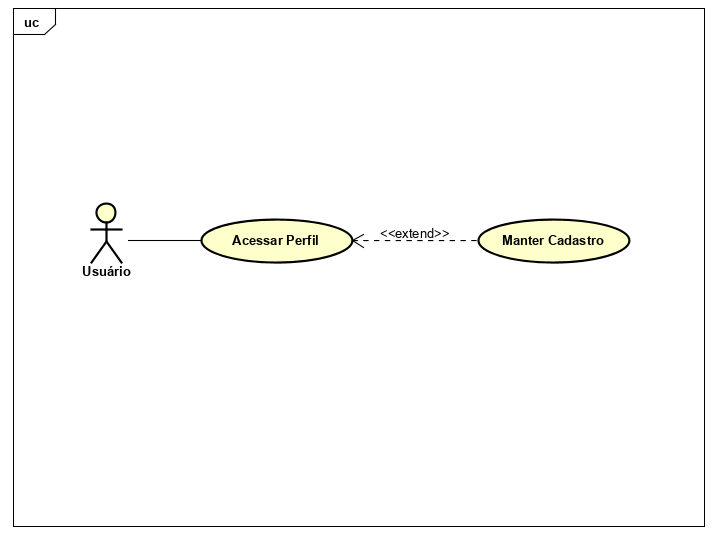 uc
Acessar Perfil
<<extend>>
Manter Cadastro
Usuário